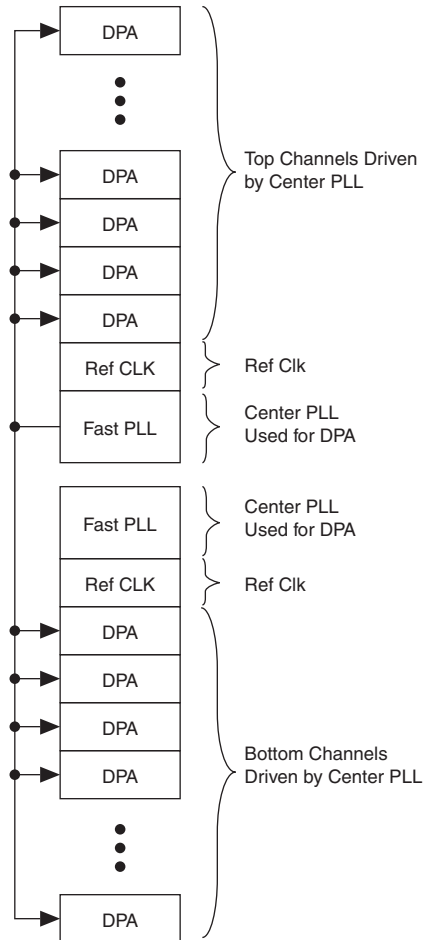 DPA
DPA
DPA
DPA
DPA
Top Channels Driven
by Center PLL
Ref CLK
Ref Clk
Fast PLL
Center PLL
Used for DPA
Fast PLL
Center PLL
Used for DPA
Ref CLK
Ref Clk
DPA
DPA
DPA
DPA
Bottom Channels
Driven by Center PLL
DPA